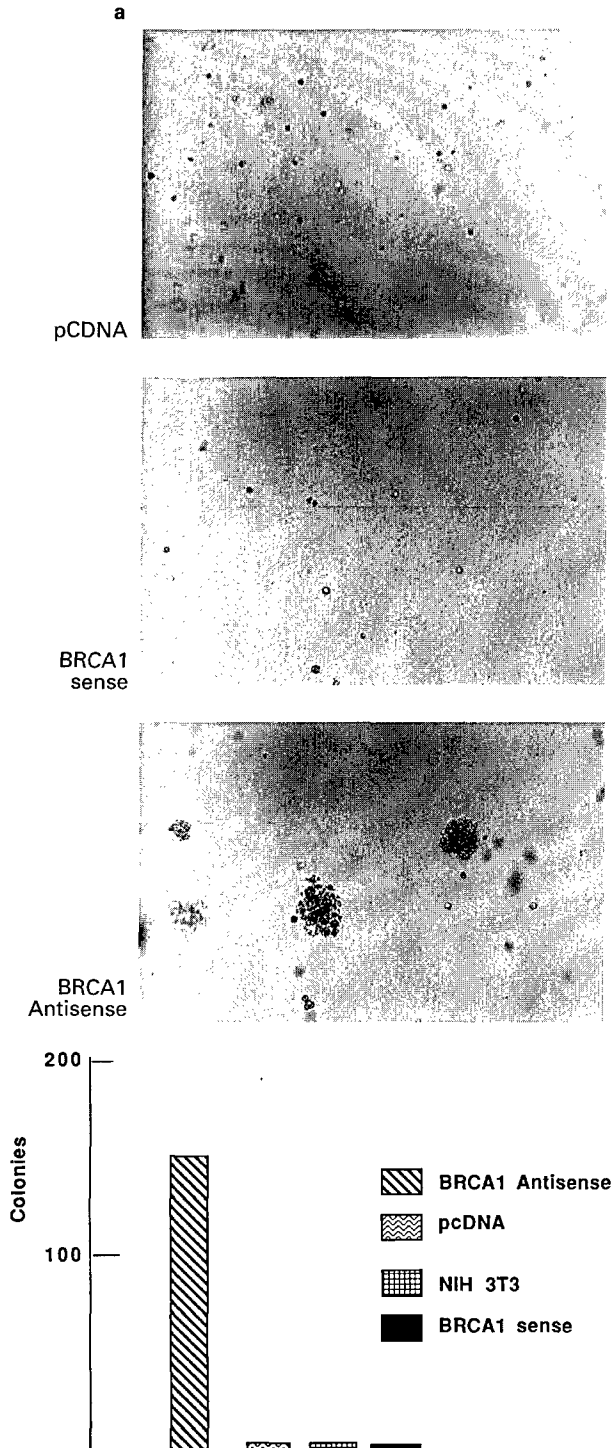 a
pCDNA
BRCA1
sense
BRCA1
Antisense
200
Colonies
100
BRCA1 Antisense
pcDNA
NIH 3T3
BRCA1 sense